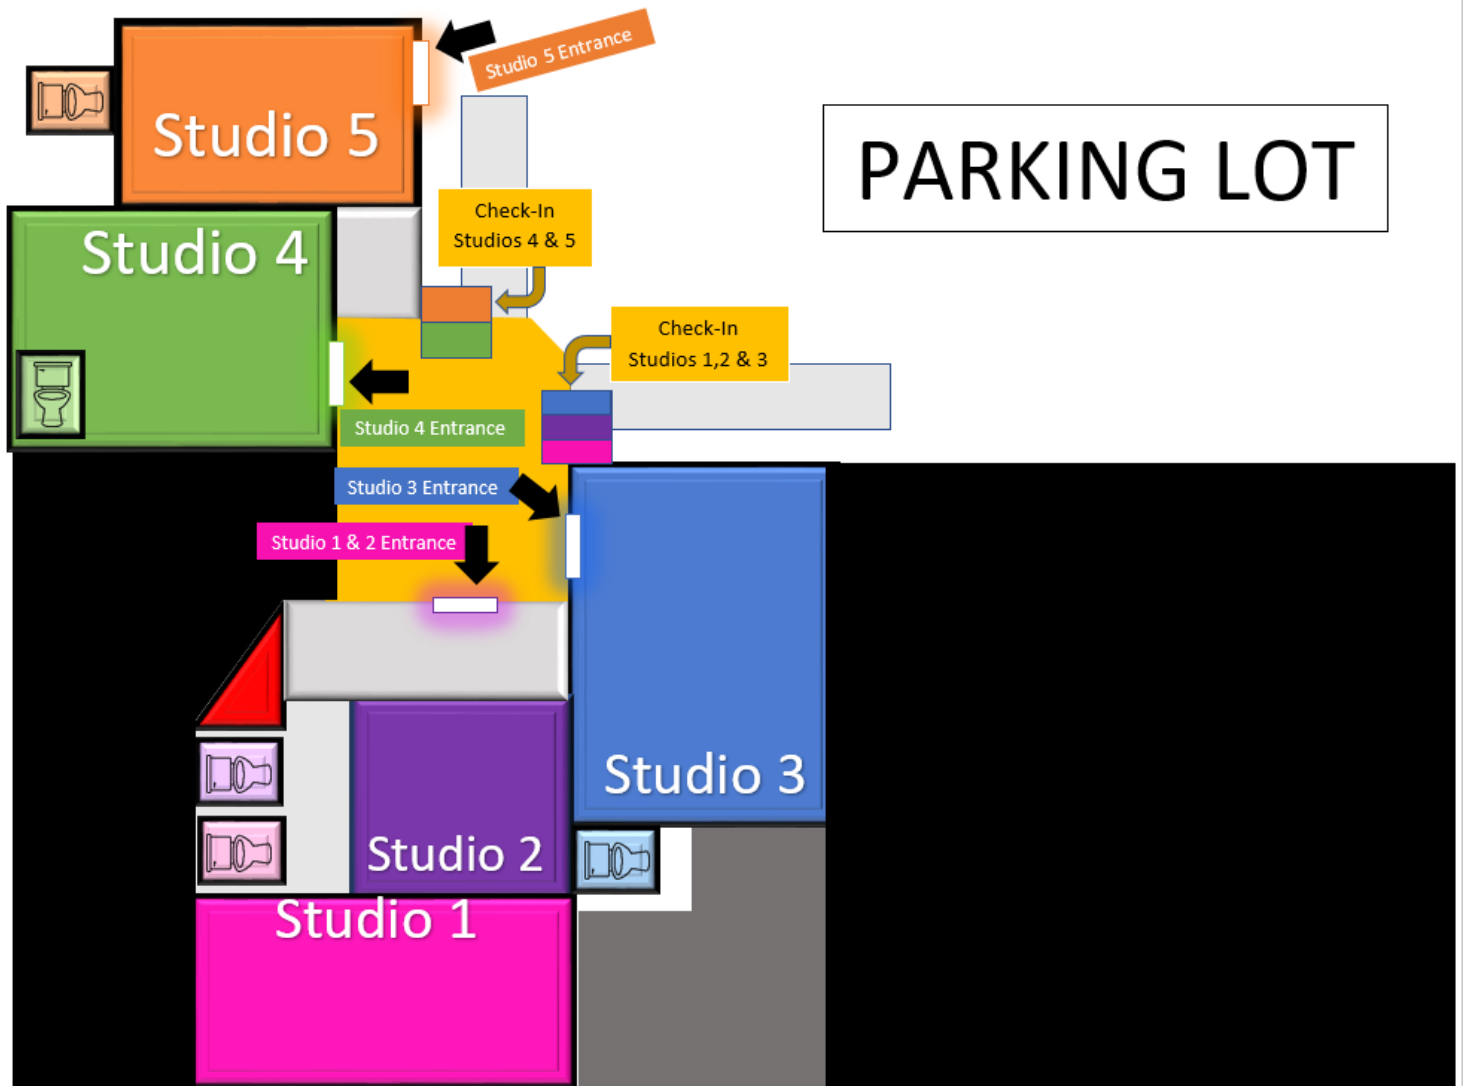 Studio 5 Entrance
Studio 5
PARKING LOT
Check-In
Studios 4 & 5
Studio 4
Check-In
Studios 1,2 & 3
Studio 4 Entrance
Studio 3 Entrance
Studio 1 & 2 Entrance
Studio 3
Studio 2
Studio 1